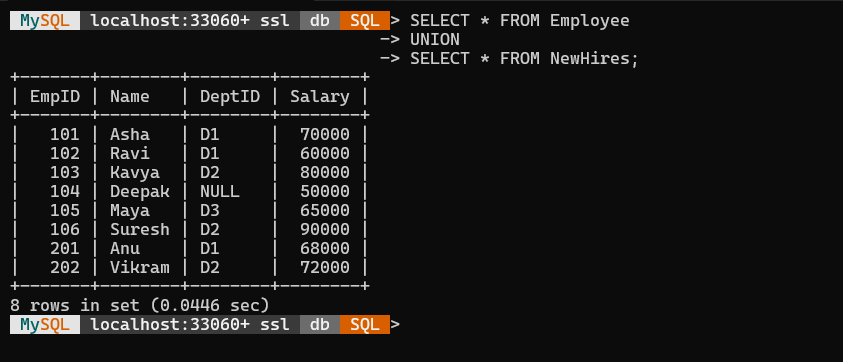 MySQL localhost:33060+ ssl db SQL > SELECT * FROM Employee
-> UNION
-> SELECT * FROM NewHires;
+-------+--------+--------+--------+
| EmpID | Name   | DeptID | Salary |
+-------+--------+--------+--------+
|   101 | Asha   | D1     |  70000 |
|   102 | Ravi   | D1     |  60000 |
|   103 | Kavya  | D2     |  80000 |
|   104 | Deepak | NULL   |  50000 |
|   105 | Maya   | D3     |  65000 |
|   106 | Suresh | D2     |  90000 |
|   201 | Anu    | D1     |  68000 |
|   202 | Vikram | D2     |  72000 |
+-------+--------+--------+--------+
8 rows in set (0.0446 sec)
MySQL localhost:33060+ ssl db SQL >